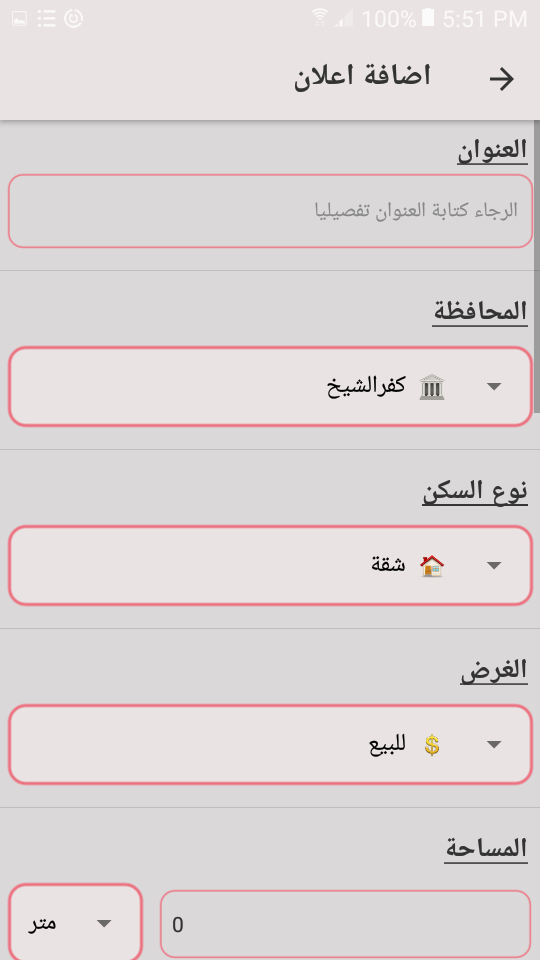 100% 5:51 PM
اضافة اعلان
العنوان
الرجاء كتابة العنوان تفصيليا
المحافظة
كفرالشيخ
نوع السكن
شقة
الغرض
للبيع
المساحة
0
متر